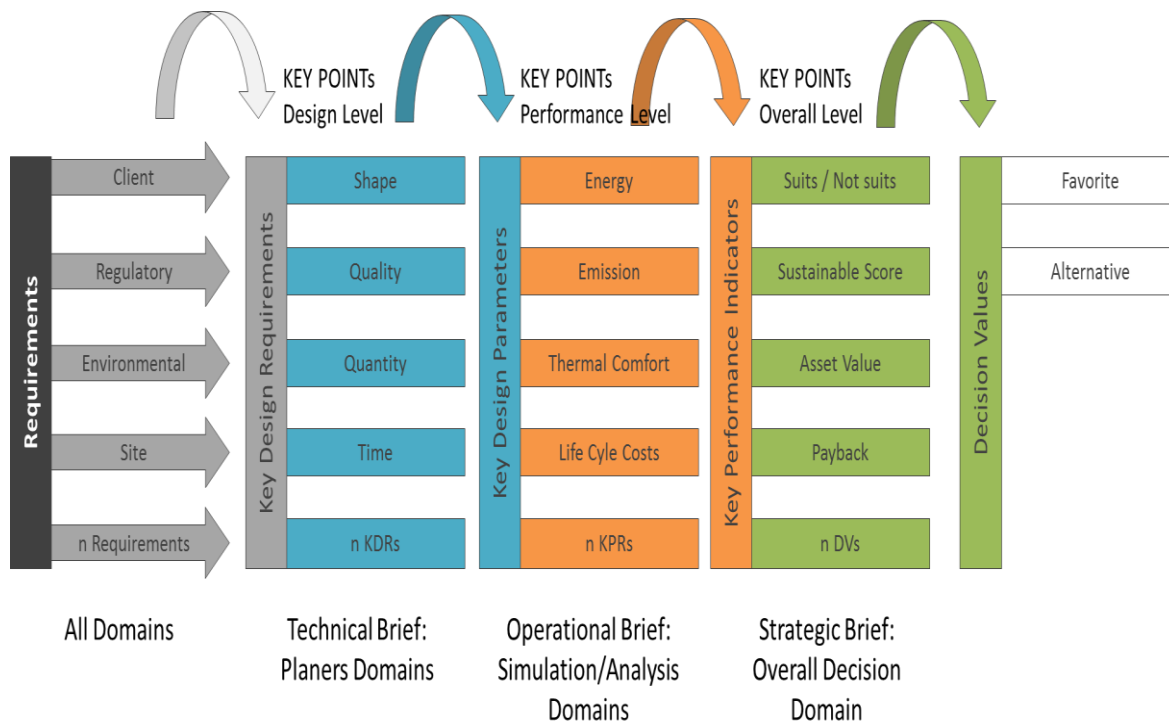 KEY POINTs
Design Level
KEY POINTs
Performance Level
KEY POINTs
Overall Level
Requirements
Client
Regulatory
Environmental
Site
n Requirements
Key Design Requirements
Shape
Quality
Quantity
Time
n KDRs
Key Design Parameters
Energy
Emission
Thermal Comfort
Life Cyle Costs
n KPRs
Key Performance Indicators
Suits / Not suits
Sustainable Score
Asset Value
Payback
n DVs
Decision Values
Favorite
Alternative
All Domains
Technical Brief:
Planers Domains
Operational Brief:
Simulation/Analysis
Domains
Strategic Brief:
Overall Decision
Domain